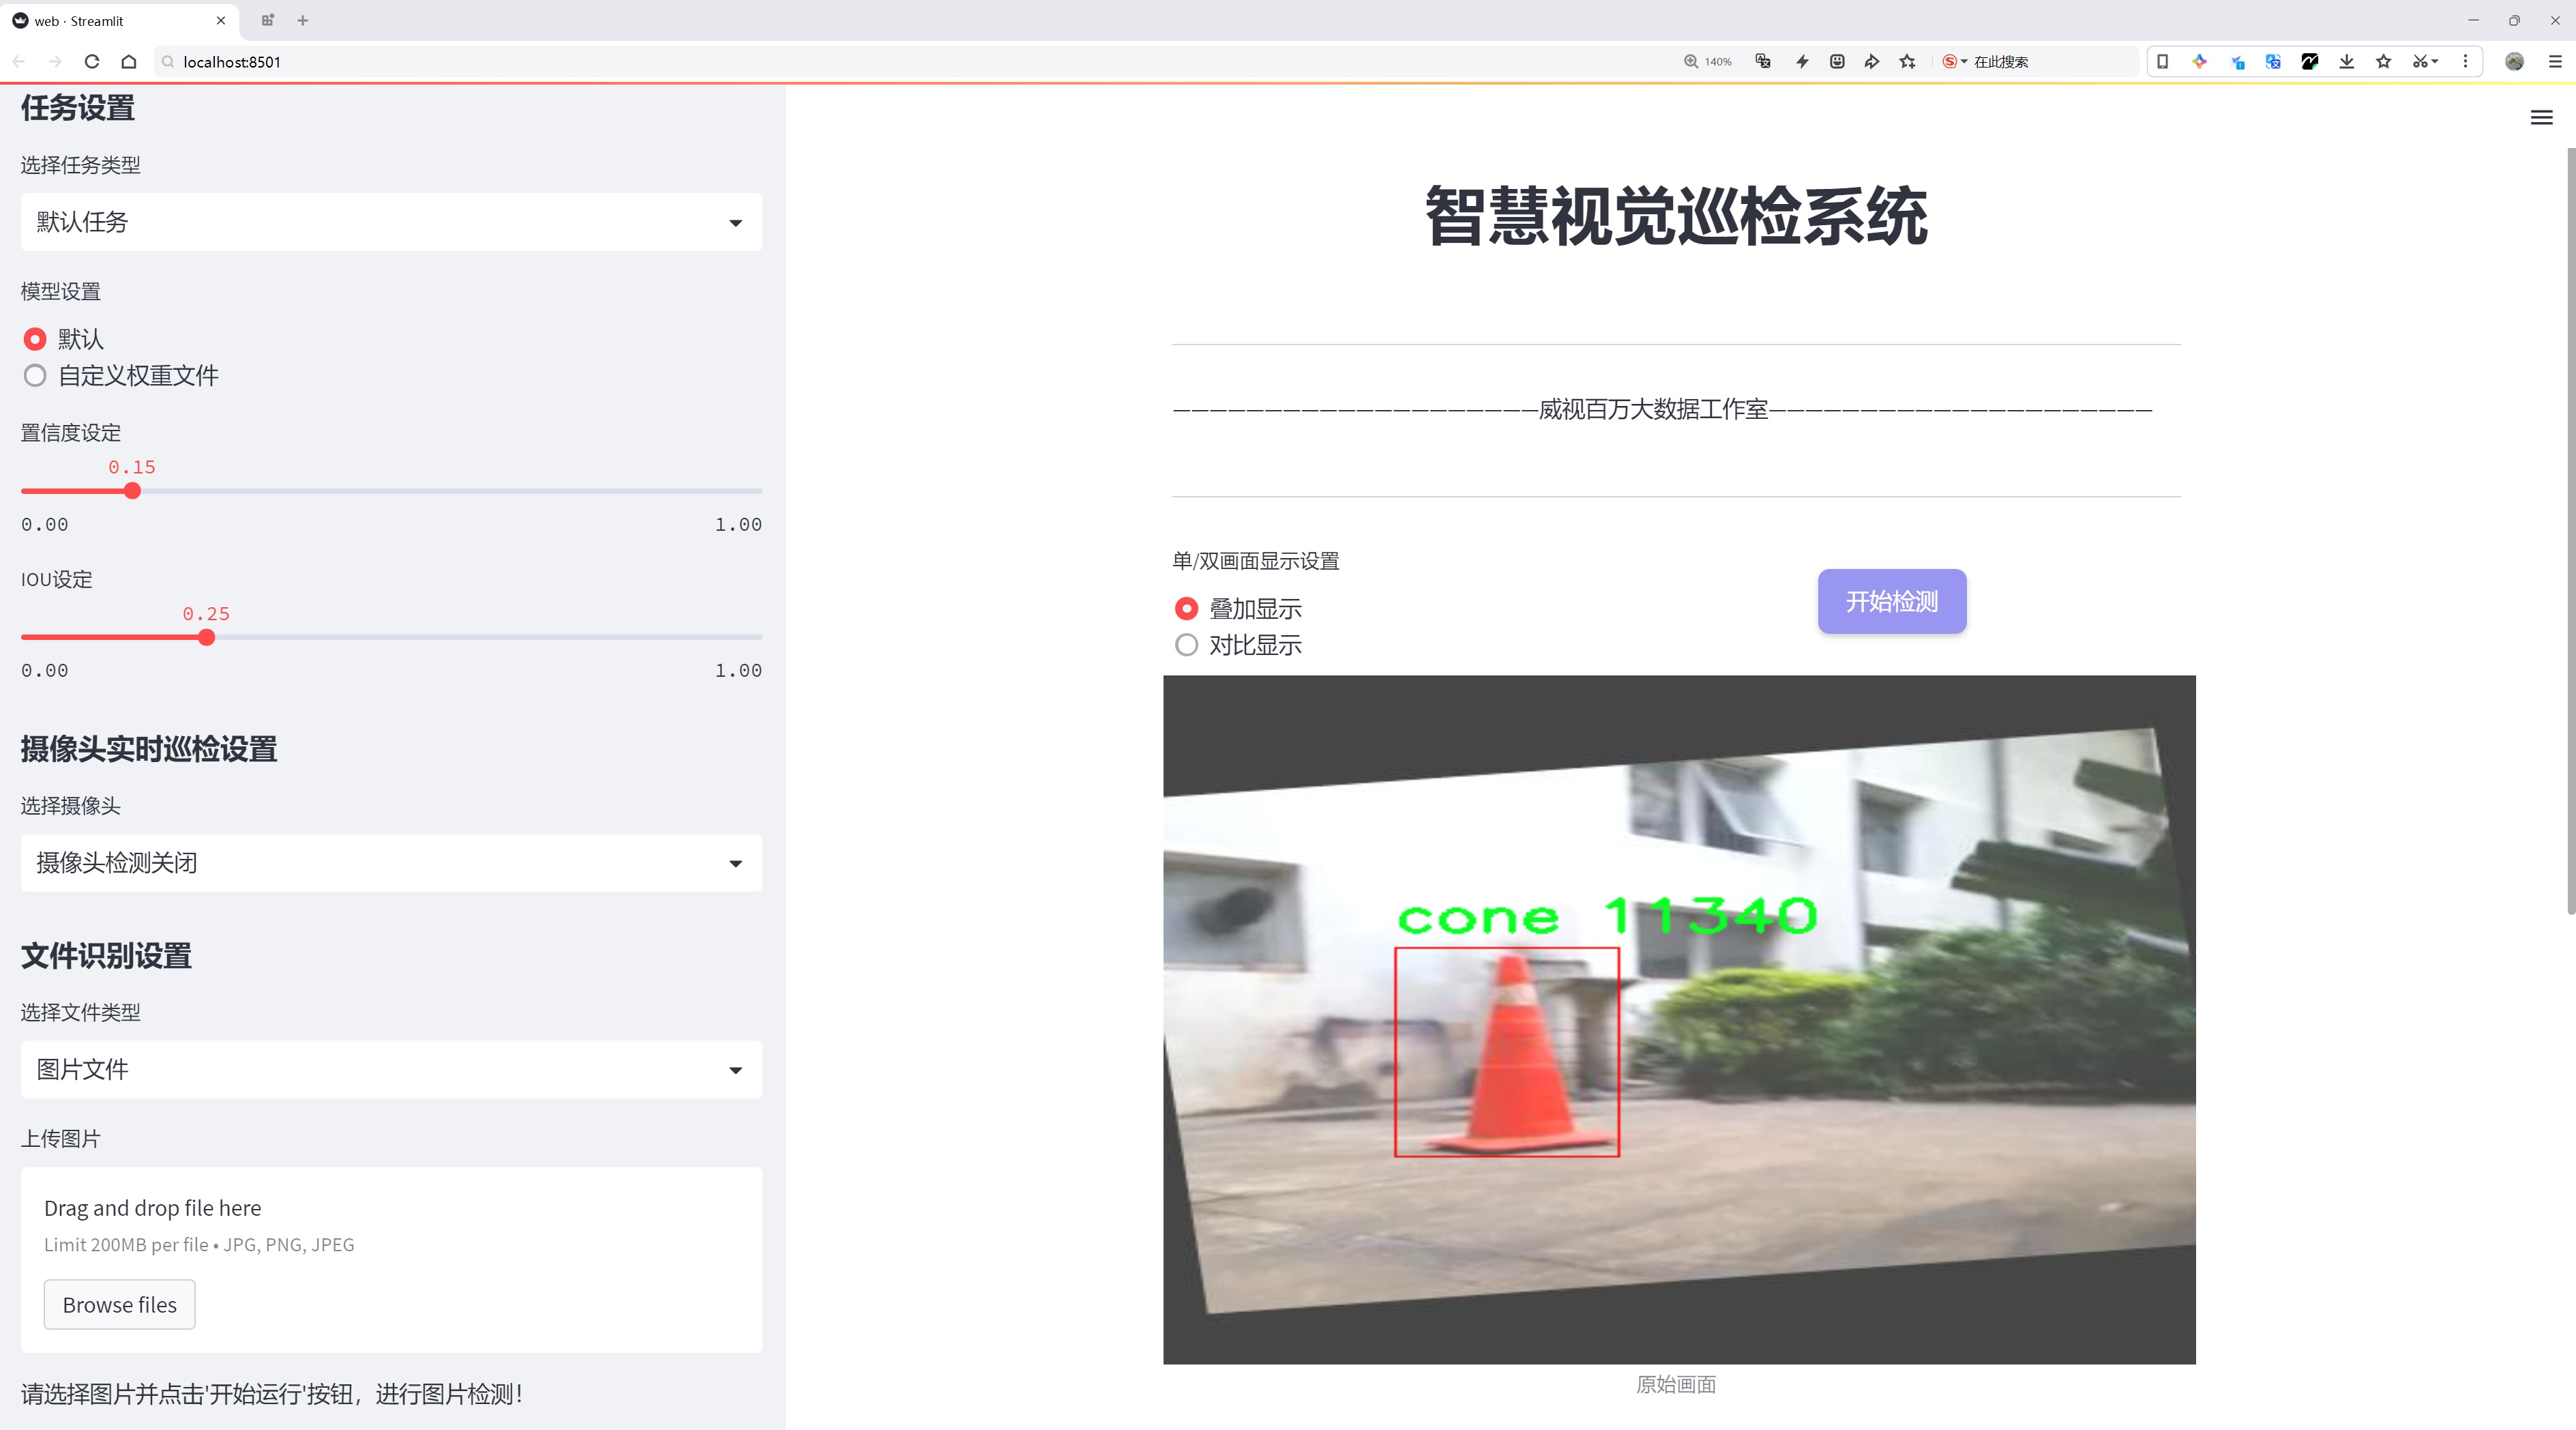 web · Streamlit
localhost:8501
140%
在此搜索
任务设置
选择任务类型
默认任务
模型设置
默认
自定义权重文件
置信度设定
0.15
0.00 1.00
IOU设定
0.25
0.00 1.00
摄像头实时巡检设置
选择摄像头
摄像头检测关闭
文件识别设置
选择文件类型
图片文件
上传图片
Drag and drop file here
Limit 200MB per file • JPG, PNG, JPEG
Browse files
请选择图片并点击'开始运行'按钮，进行图片检测！
智慧视觉巡检系统
————————————————————威视百万大数据工作室—————————————————————
单/双画面显示设置
叠加显示
对比显示
开始检测
cone 11340
原始画面